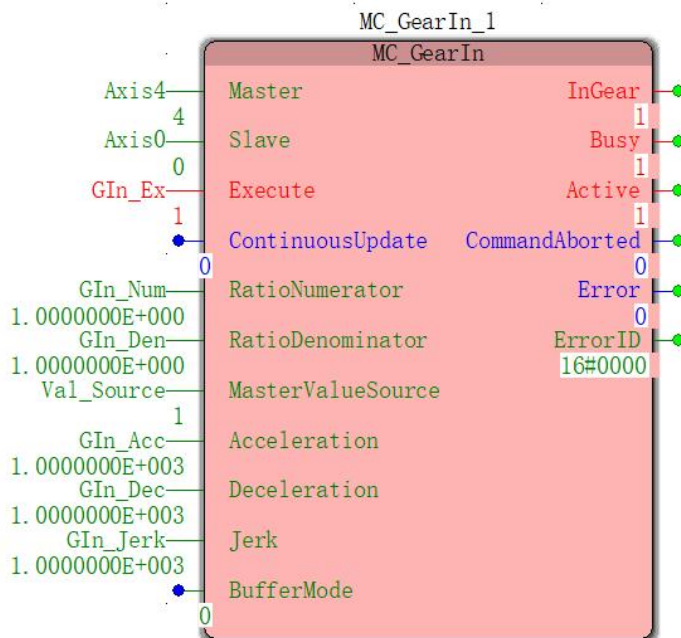 MC_GearIn_1
MC_GearIn
Axis4 Master InGear
4 1
Axis0 Slave Busy
0 1
GIn_Ex Execute Active
1 1
ContinuousUpdate CommandAborted
0 0
GIn_Num RatioNumerator Error
1.0000000E+000 0
GIn_Den RatioDenominator ErrorID
1.0000000E+000 16#0000
Val_Source MasterValueSource
1
GIn_Acc Acceleration
1.0000000E+003
GIn_Dec Deceleration
1.0000000E+003
GIn_Jerk Jerk
1.0000000E+003
BufferMode
0